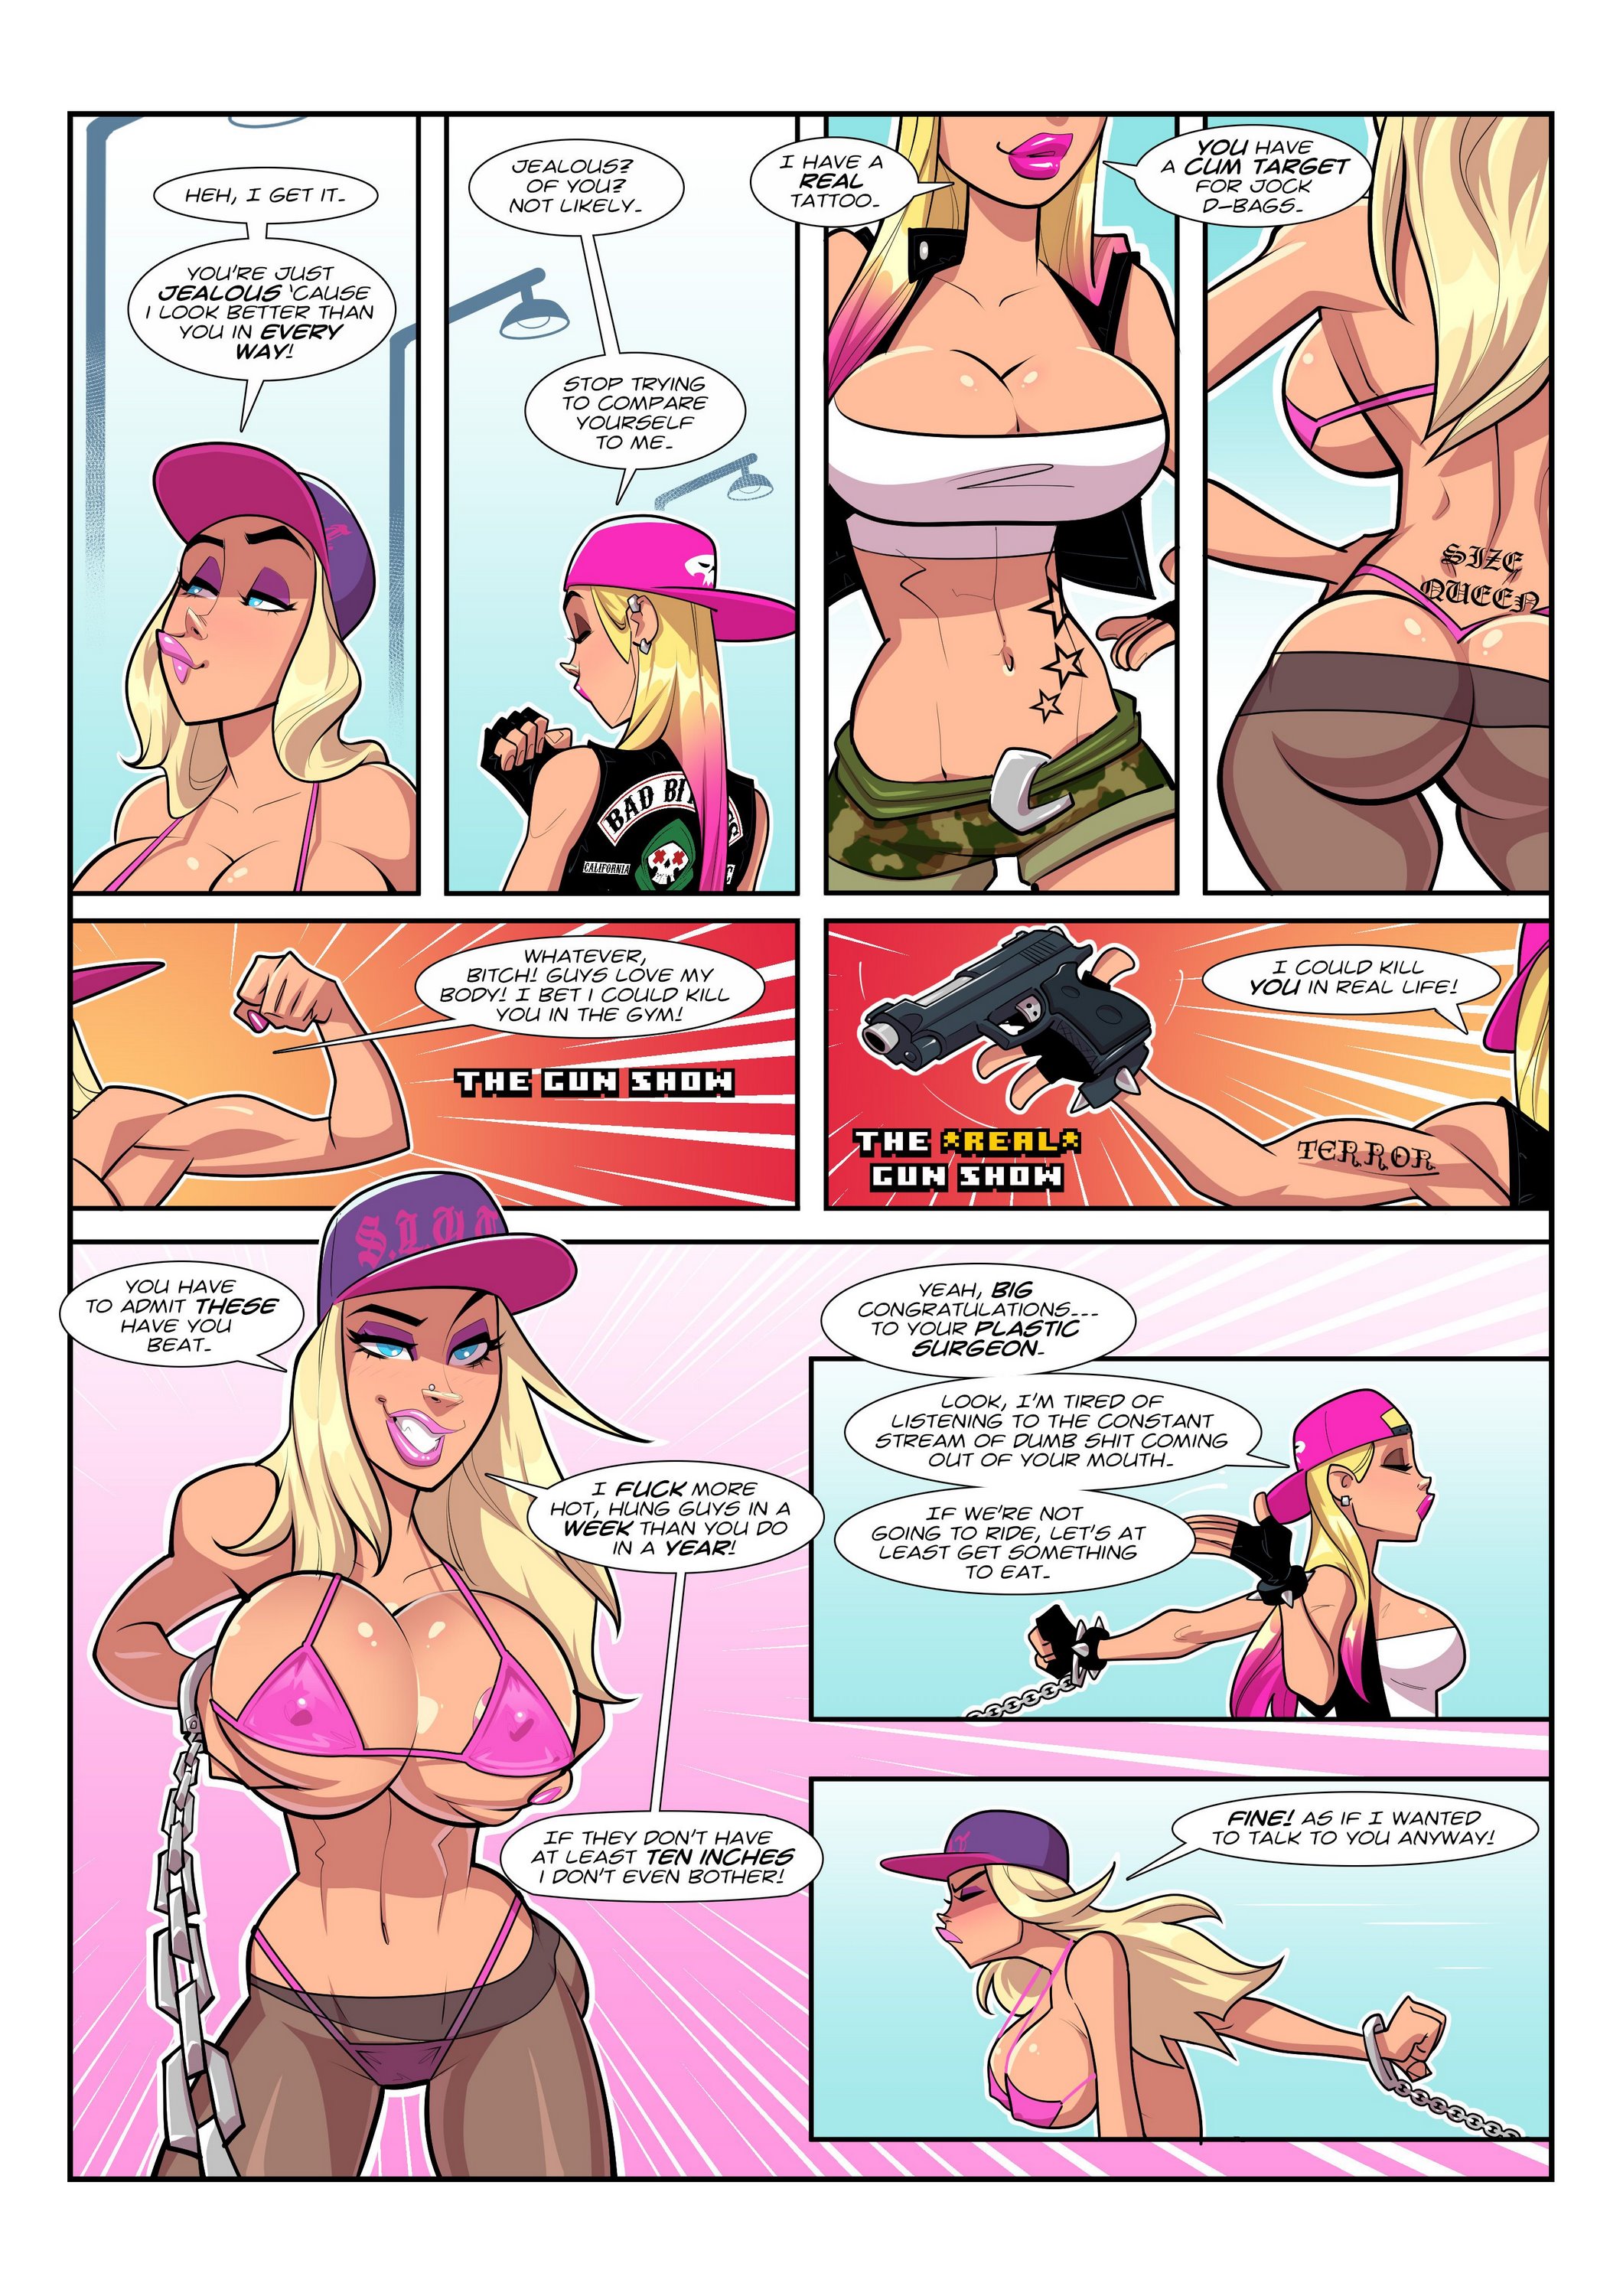 HEH, I GET IT.
YOU'RE JUST
JEALOUS 'CAUSE
I LOOK BETTER THAN
YOU IN EVERY
WAY!
JEALOUS?
OF YOU?
NOT LIKELY.
STOP TRYING
TO COMPARE
YOURSELF
TO ME.
CALIFORNIA
I HAVE A
REAL
TATTOO.
YOU HAVE
A CUM TARGET
FOR JOCK
D-BAGS.
SIZE
QUEEN
WHATEVER,
BITCH! GUYS LOVE MY
BODY! I BET I COULD KILL
YOU IN THE GYM!
THE GUN SHOW
I COULD KILL
YOU IN REAL LIFE!
THE *REAL*
GUN SHOW
TERROR
S.L.U.T
YOU HAVE
TO ADMIT THESE
HAVE YOU
BEAT.
I FUCK MORE
HOT, HUNG GUYS IN A
WEEK THAN YOU DO
IN A YEAR!
IF THEY DON'T HAVE
AT LEAST TEN INCHES
I DON'T EVEN BOTHER!
YEAH, BIG
CONGRATULATIONS...
TO YOUR PLASTIC
SURGEON.
LOOK, I'M TIRED OF
LISTENING TO THE CONSTANT
STREAM OF DUMB SHIT COMING
OUT OF YOUR MOUTH.
IF WE'RE NOT
GOING TO RIDE, LET'S AT
LEAST GET SOMETHING
TO EAT.
FINE! AS IF I WANTED
TO TALK TO YOU ANYWAY!